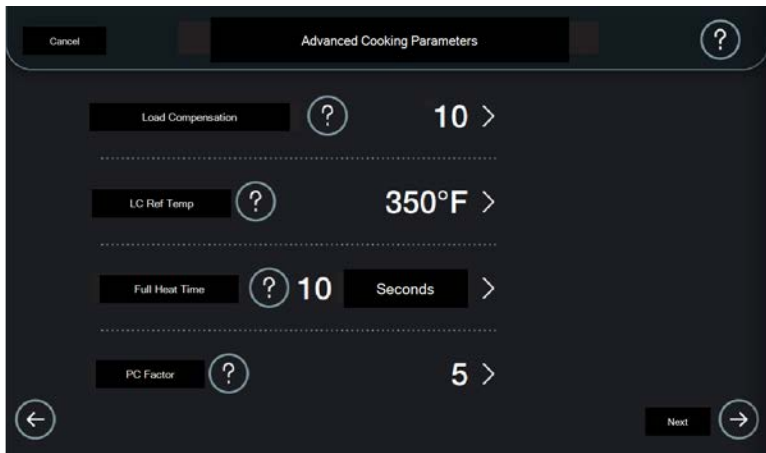 Cancel
Advanced Cooking Parameters
?
Load Compensation ? 10 >
LC Ref Temp ? 350°F >
Full Heat Time ? 10 Seconds >
PC Factor ? 5 >
← Next →